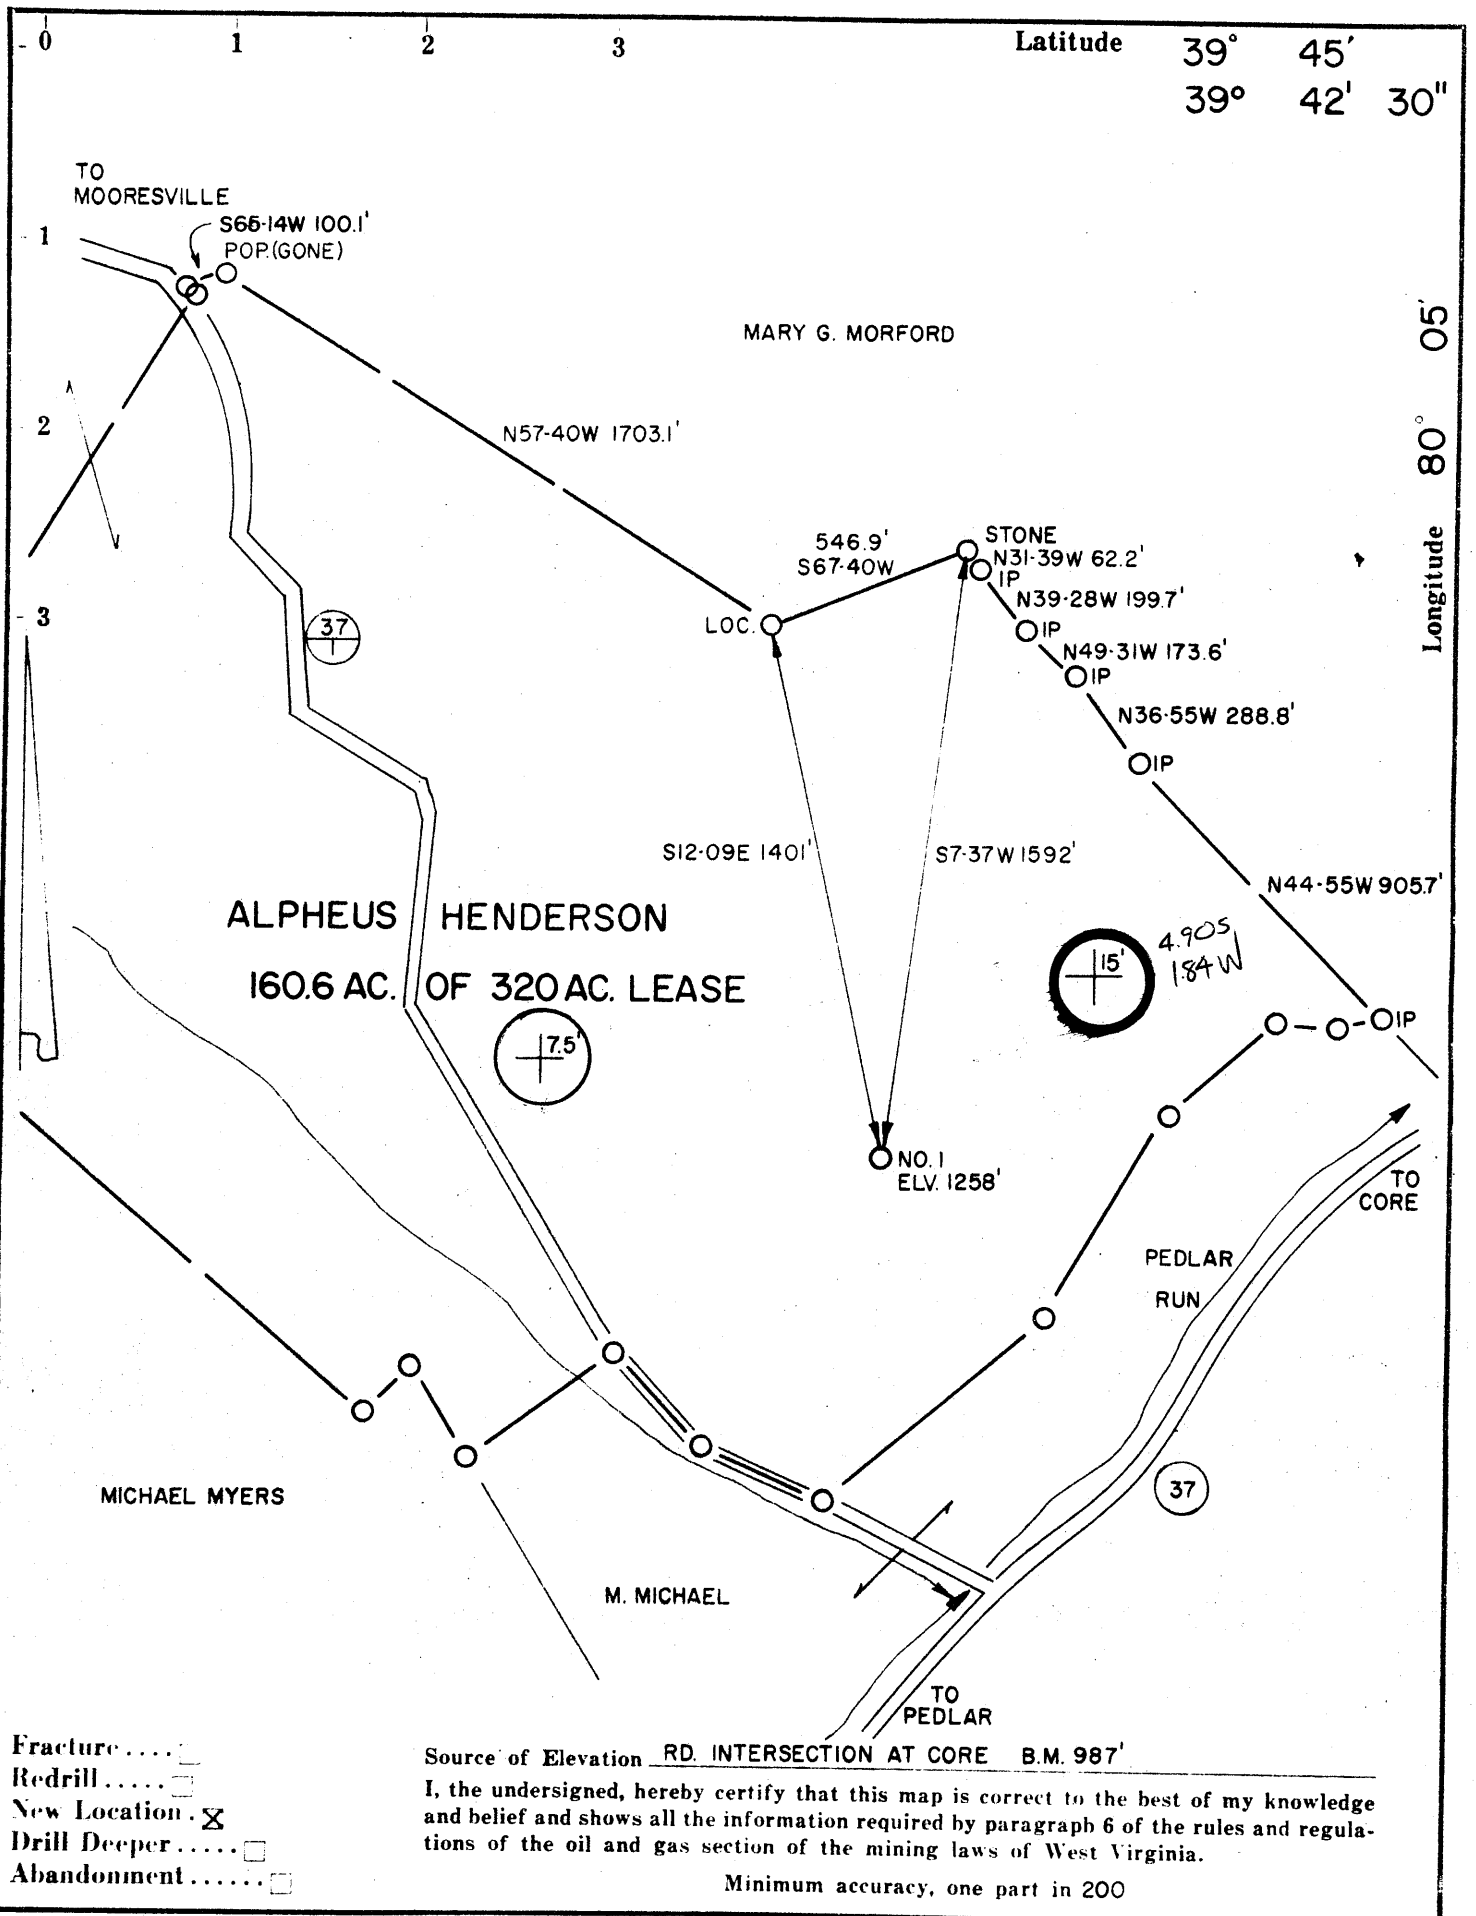 0 1 2 3
Latitude 39° 45'
39° 42' 30"
TO
MOORESVILLE
S65-14W 100.1'
1
POP.(GONE)
MARY G. MORFORD
Longitude 80° 05'
2
N57-40W 1703.1'
STONE
546.9'
S67-40W
N31-39W 62.2'
IP
N39-28W 199.7'
3
37
LOC.
IP
N49-31W 173.6'
IP
N36-55W 288.8'
IP
S12-09E 1401'
S7-37W 1592'
N44-55W 905.7'
ALPHEUS HENDERSON
160.6 AC. OF 320 AC. LEASE
15'
4.90S
1.84W
7.5'
IP
NO. 1
ELV. 1258'
TO
CORE
PEDLAR
RUN
37
MICHAEL MYERS
M. MICHAEL
TO
PEDLAR
Fracture....
Redrill.....
New Location. X
Drill Deeper.....
Abandonment......
Source of Elevation RD. INTERSECTION AT CORE B.M. 987'
I, the undersigned, hereby certify that this map is correct to the best of my knowledge
and belief and shows all the information required by paragraph 6 of the rules and regula-
tions of the oil and gas section of the mining laws of West Virginia.
Minimum accuracy, one part in 200